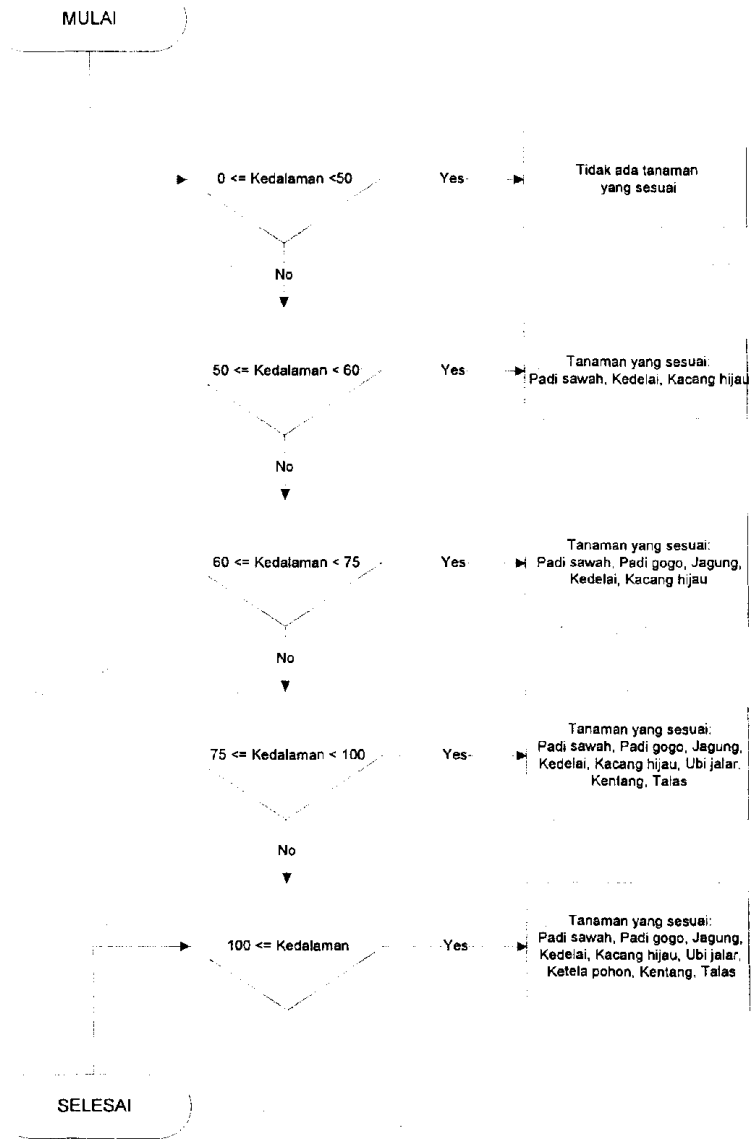 MULAI
0 <= Kedalaman <50
Yes
Tidak ada tanaman
yang sesuai
No
50 <= Kedalaman < 60
Yes
Tanaman yang sesuai:
Padi sawah, Kedelai, Kacang hijau
No
60 <= Kedalaman < 75
Yes
Tanaman yang sesuai:
Padi sawah, Padi gogo, Jagung,
Kedelai, Kacang hijau
No
75 <= Kedalaman < 100
Yes
Tanaman yang sesuai:
Padi sawah, Padi gogo, Jagung,
Kedelai, Kacang hijau, Ubi jalar,
Kentang, Talas
No
100 <= Kedalaman
Yes
Tanaman yang sesuai:
Padi sawah, Padi gogo, Jagung,
Kedelai, Kacang hijau, Ubi jalar,
Ketela pohon, Kentang, Talas
SELESAI